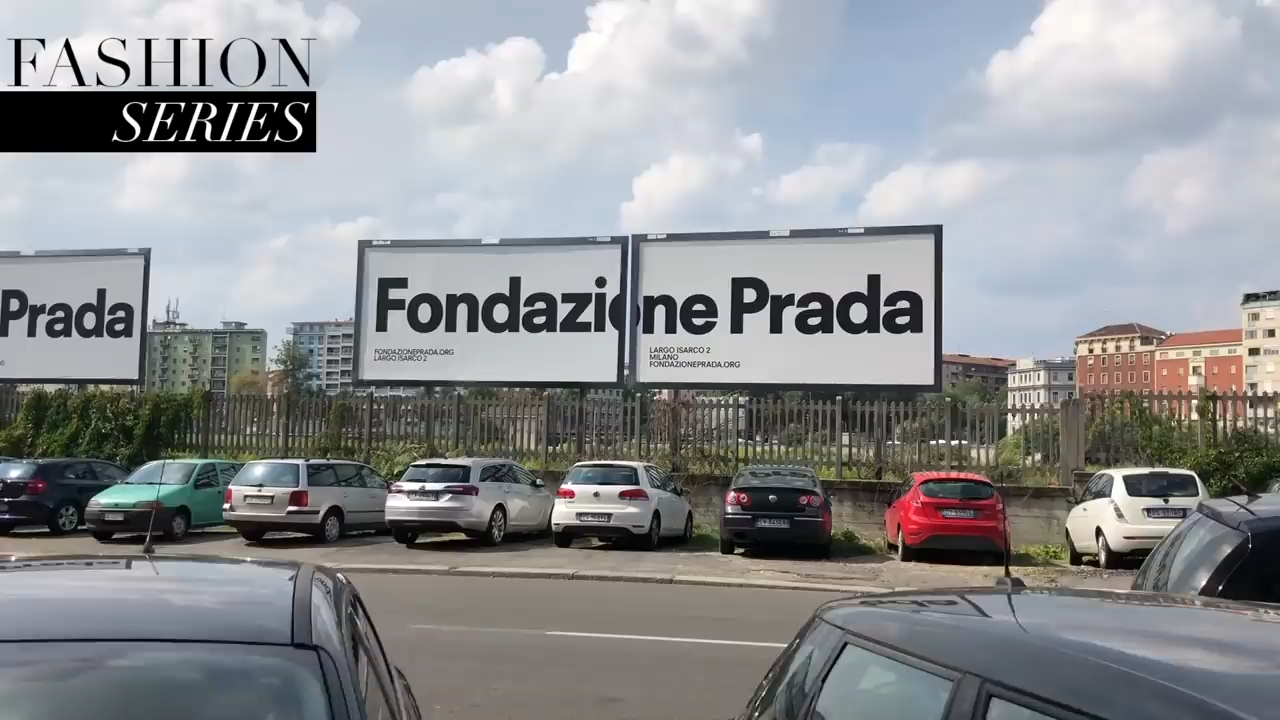 FASHION
SERIES
Prada
Fondazione Prada
FONDAZIONEPRADA.ORG
LARGO ISARCO 2
LARGO ISARCO 2
MILANO
FONDAZIONEPRADA.ORG